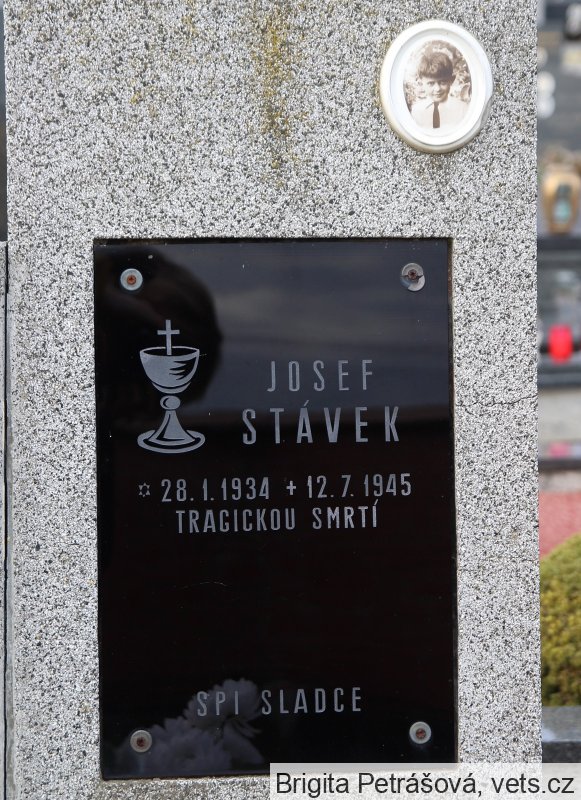 JOSEF
STÁVEK
✡ 28.1.1934 + 12.7.1945
TRAGICKOU SMRTÍ
SPI SLADCE
Brigita Petrášová, vets.cz